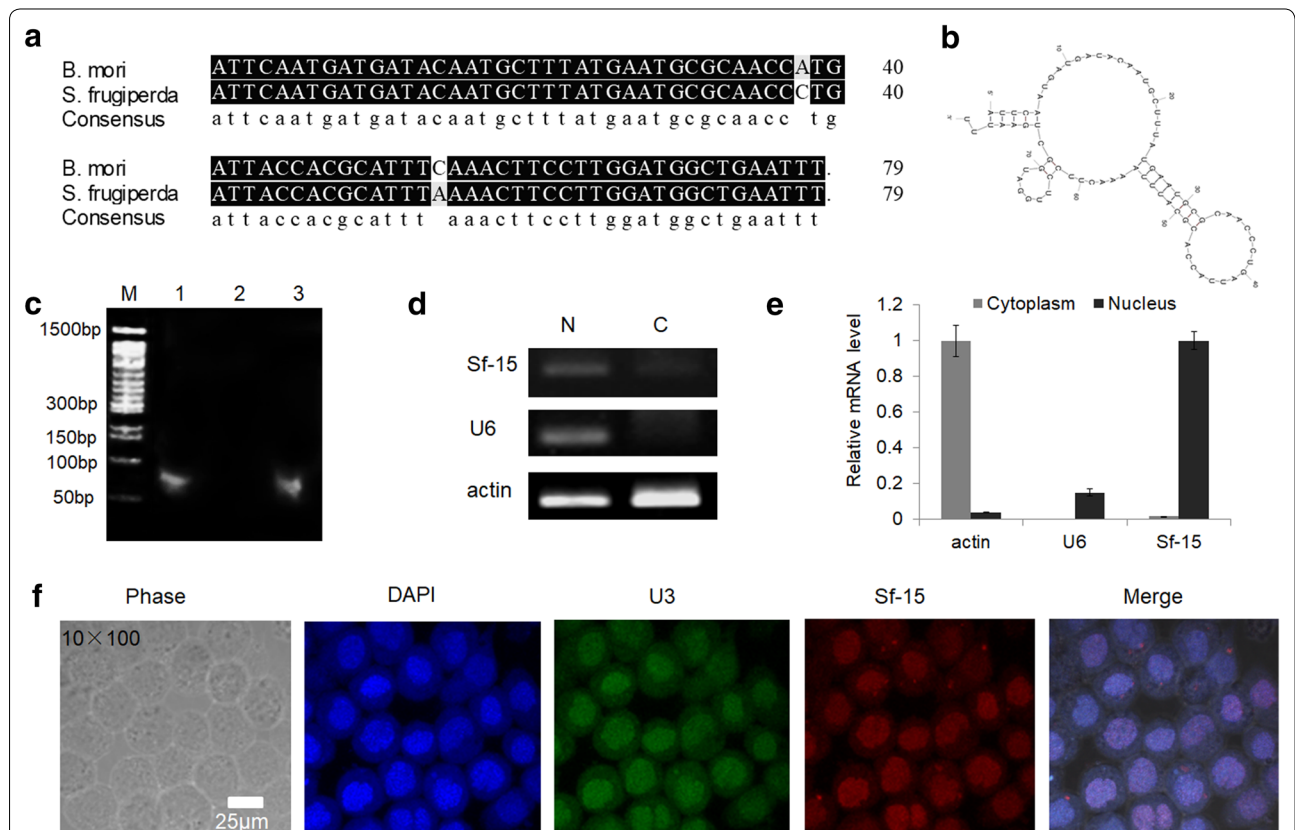 a
B. mori ATTCAATGATGATACAATGCTTTATGAATGCGCAACCATG 40
S. frugiperda ATTCAATGATGATACAATGCTTTATGAATGCGCAACCCTG 40
Consensus attcaatgatgatacaatgctttatgaatgcgcaacc tg
B. mori ATTACCACGCATTTCAAACTTCCTTGGATGGCTGAATTT. 79
S. frugiperda ATTACCACGCATTTAAAACTTCCTTGGATGGCTGAATTT. 79
Consensus attaccacgcattt aaacttccttggatggctgaattt
b
c
M 1 2 3
1500bp
300bp
150bp
100bp
50bp
d
N C
Sf-15
U6
actin
e
Cytoplasm Nucleus
Relative mRNA level
1.2
1
0.8
0.6
0.4
0.2
0
actin U6 Sf-15
f
Phase DAPI U3 Sf-15 Merge
10×100
25μm